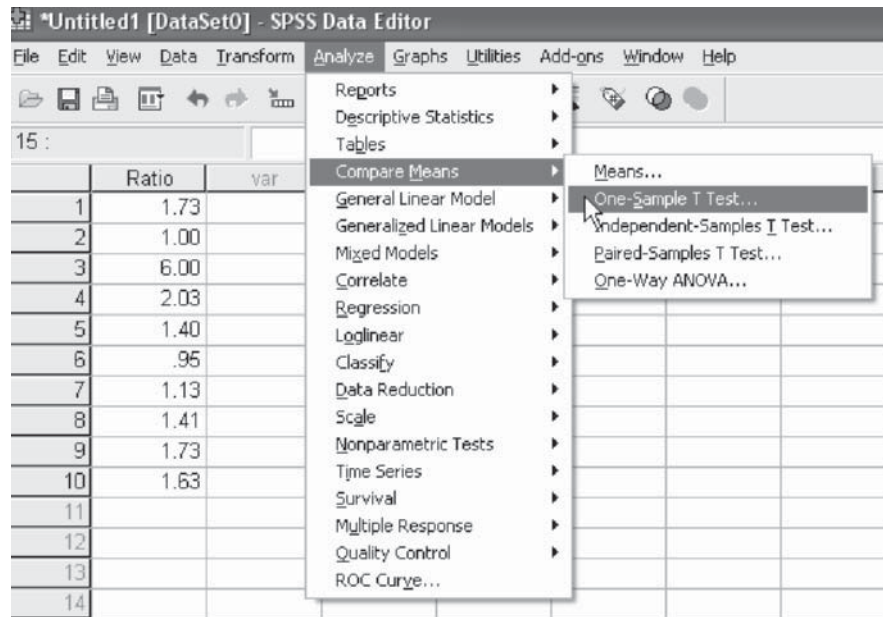 *Untitled1 [DataSet0] - SPSS Data Editor
File Edit View Data Transform Analyze Graphs Utilities Add-ons Window Help
15 :
Reports
Descriptive Statistics
Tables
Compare Means
General Linear Model
Generalized Linear Models
Mixed Models
Correlate
Regression
Loglinear
Classify
Data Reduction
Scale
Nonparametric Tests
Time Series
Survival
Multiple Response
Quality Control
ROC Curve...
Means...
One-Sample T Test...
Independent-Samples T Test...
Paired-Samples T Test...
One-Way ANOVA...
Ratio var
1 1.73
2 1.00
3 6.00
4 2.03
5 1.40
6 .95
7 1.13
8 1.41
9 1.73
10 1.63
11
12
13
14